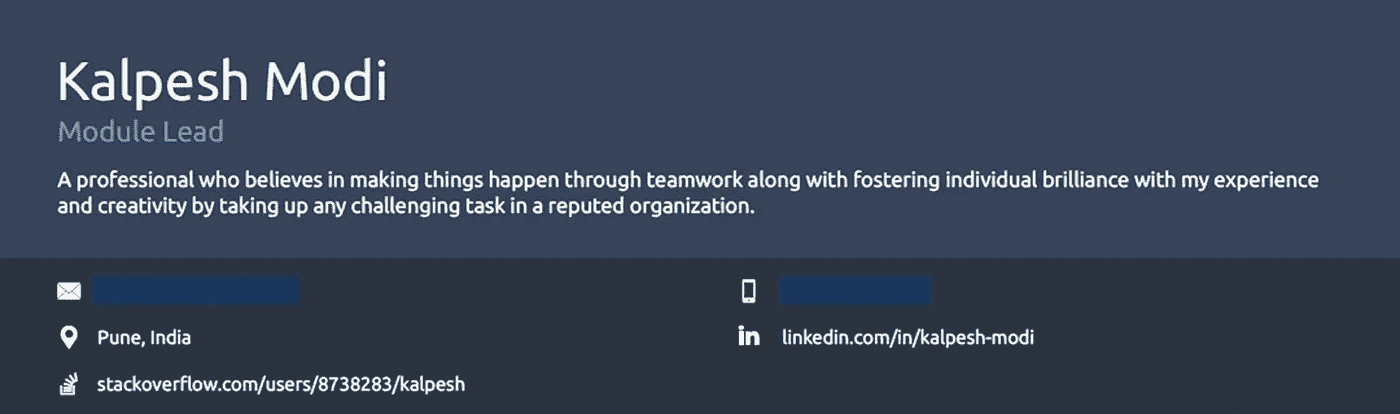 Kalpesh Modi
Module Lead
A professional who believes in making things happen through teamwork along with fostering individual brilliance with my experience
and creativity by taking up any challenging task in a reputed organization.
Pune, India
linkedin.com/in/kalpesh-modi
stackoverflow.com/users/8738283/kalpesh